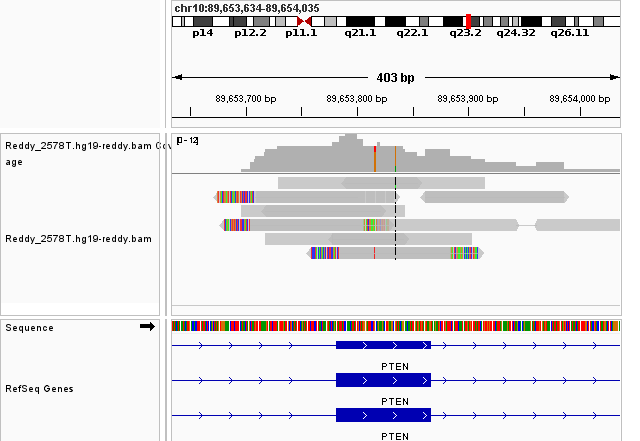 chr10:89,653,634-89,654,035
p14 p12.2 p11.1 q21.1 q22.1 q23.2 q24.32 q26.11
403 bp
89,653,700 bp 89,653,800 bp 89,653,900 bp 89,654,000 bp
Reddy_2578T.hg19-reddy.bam Cov
age
[0 - 12]
Reddy_2578T.hg19-reddy.bam
Sequence
PTEN
RefSeq Genes
PTEN
PTEN